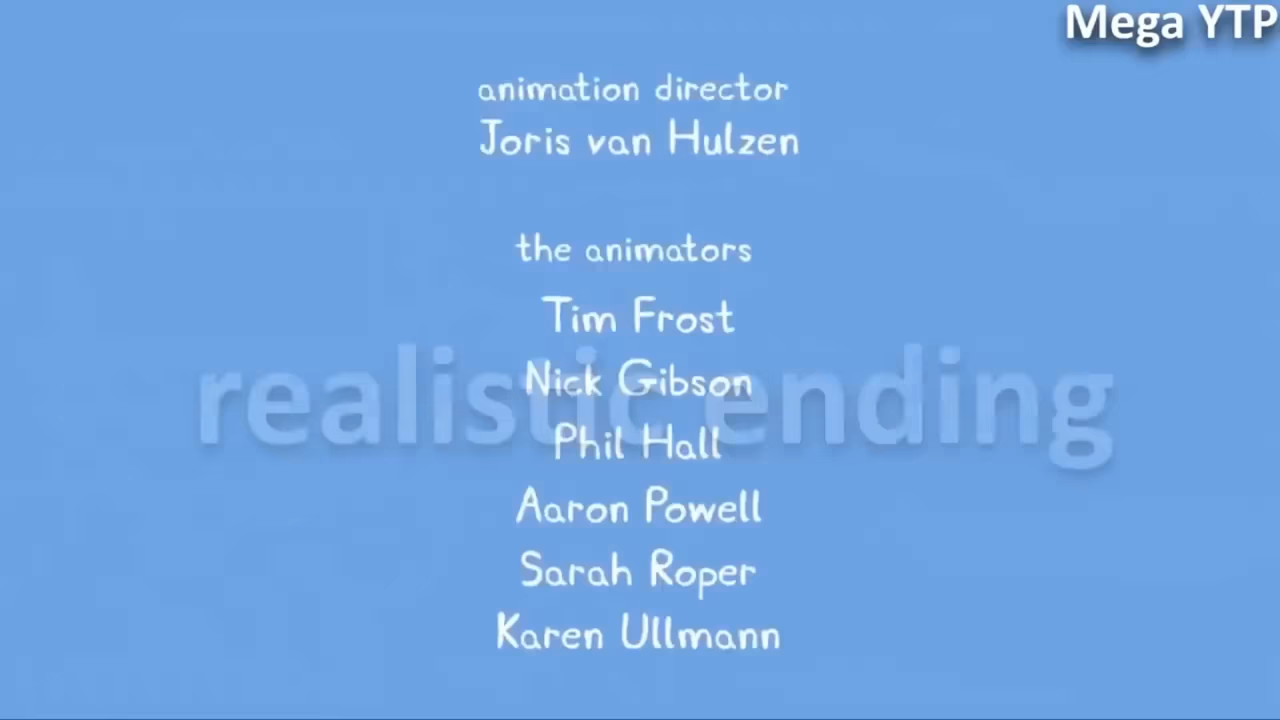 Mega YTP
animation director
Joris van Hulzen
the animators
Tim Frost
Nick Gibson
realistic ending
Phil Hall
Aaron Powell
Sarah Roper
Karen Ullmann